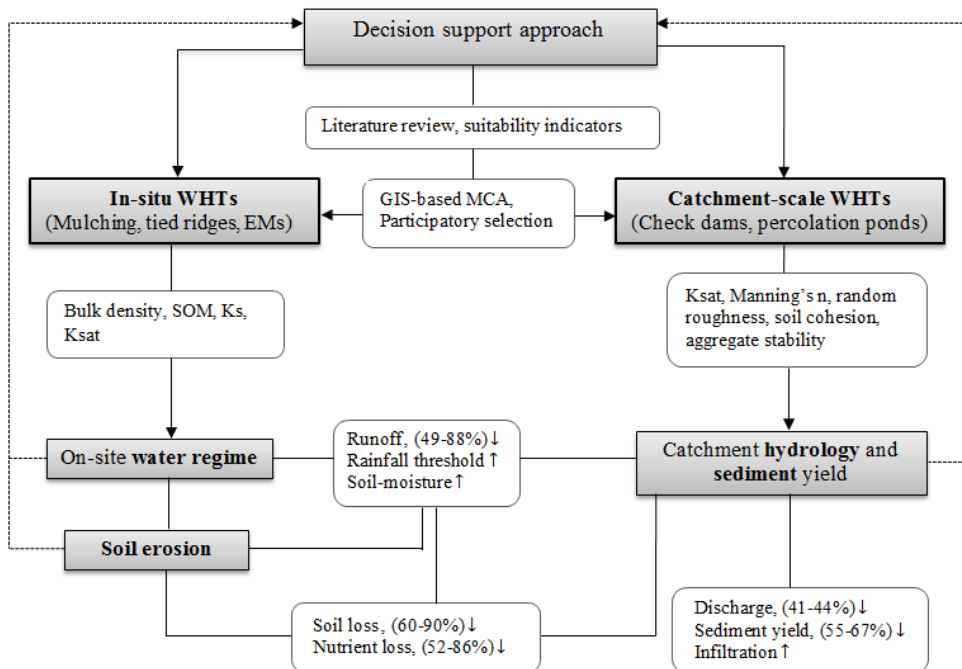 Decision support approach
Literature review, suitability indicators
In-situ WHTs
(Mulching, tied ridges, EMs)
GIS-based MCA,
Participatory selection
Catchment-scale WHTs
(Check dams, percolation ponds)
Bulk density, SOM, Ks,
Ksat
Ksat, Manning's n, random
roughness, soil cohesion,
aggregate stability
On-site water regime
Runoff, (49-88%)↓
Rainfall threshold↑
Soil-moisture↑
Catchment hydrology and
sediment yield
Soil erosion
Soil loss, (60-90%)↓
Nutrient loss, (52-86%)↓
Discharge, (41-44%)↓
Sediment yield, (55-67%)↓
Infiltration↑